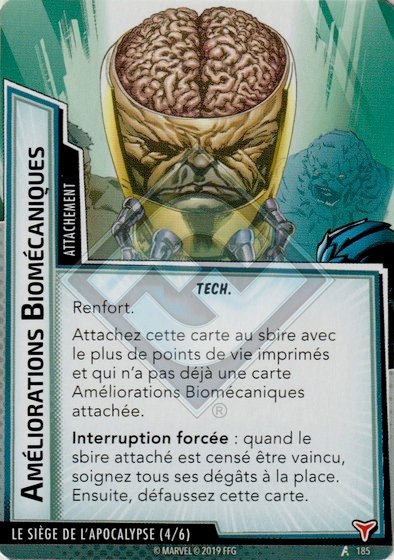 AMÉLIORATIONS BIOMÉCANIQUES
ATTACHEMENT
TECH.
Renfort.
Attachez cette carte au sbire avec
le plus de points de vie imprimés
et qui n'a pas déjà une carte
Améliorations Biomécaniques
attachée.
Interruption forcée : quand le
sbire attaché est censé être vaincu,
soignez tous ses dégâts à la place.
Ensuite, défaussez cette carte.
LE SIÈGE DE L'APOCALYPSE (4/6)
© MARVEL © 2019 FFG
A 185
®